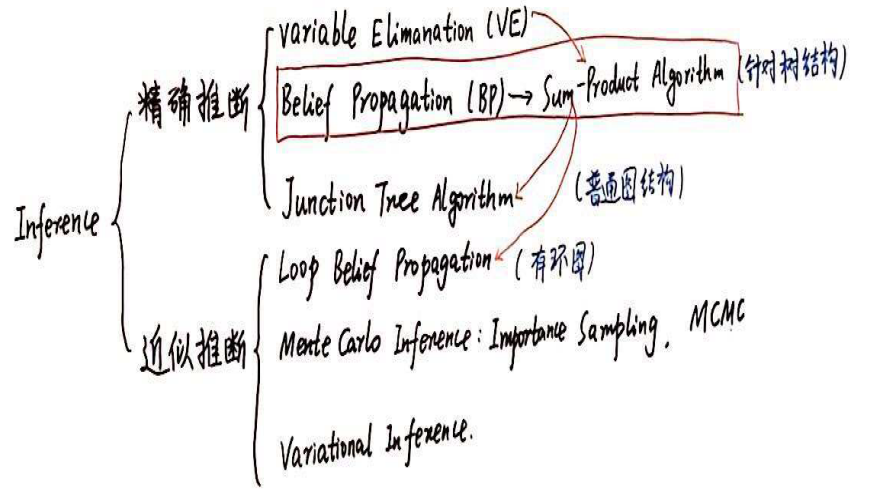 variable Elimanation (VE)
精确推断
Belief Propagation (BP) → Sum-Product Algorithm (针对树结构)
Junction Tree Algorithm (普通图结构)
Inference
Loop Belief Propagation (有环图)
近似推断
Mente Carlo Inference: Importance Sampling. MCMC
Variational Inference.